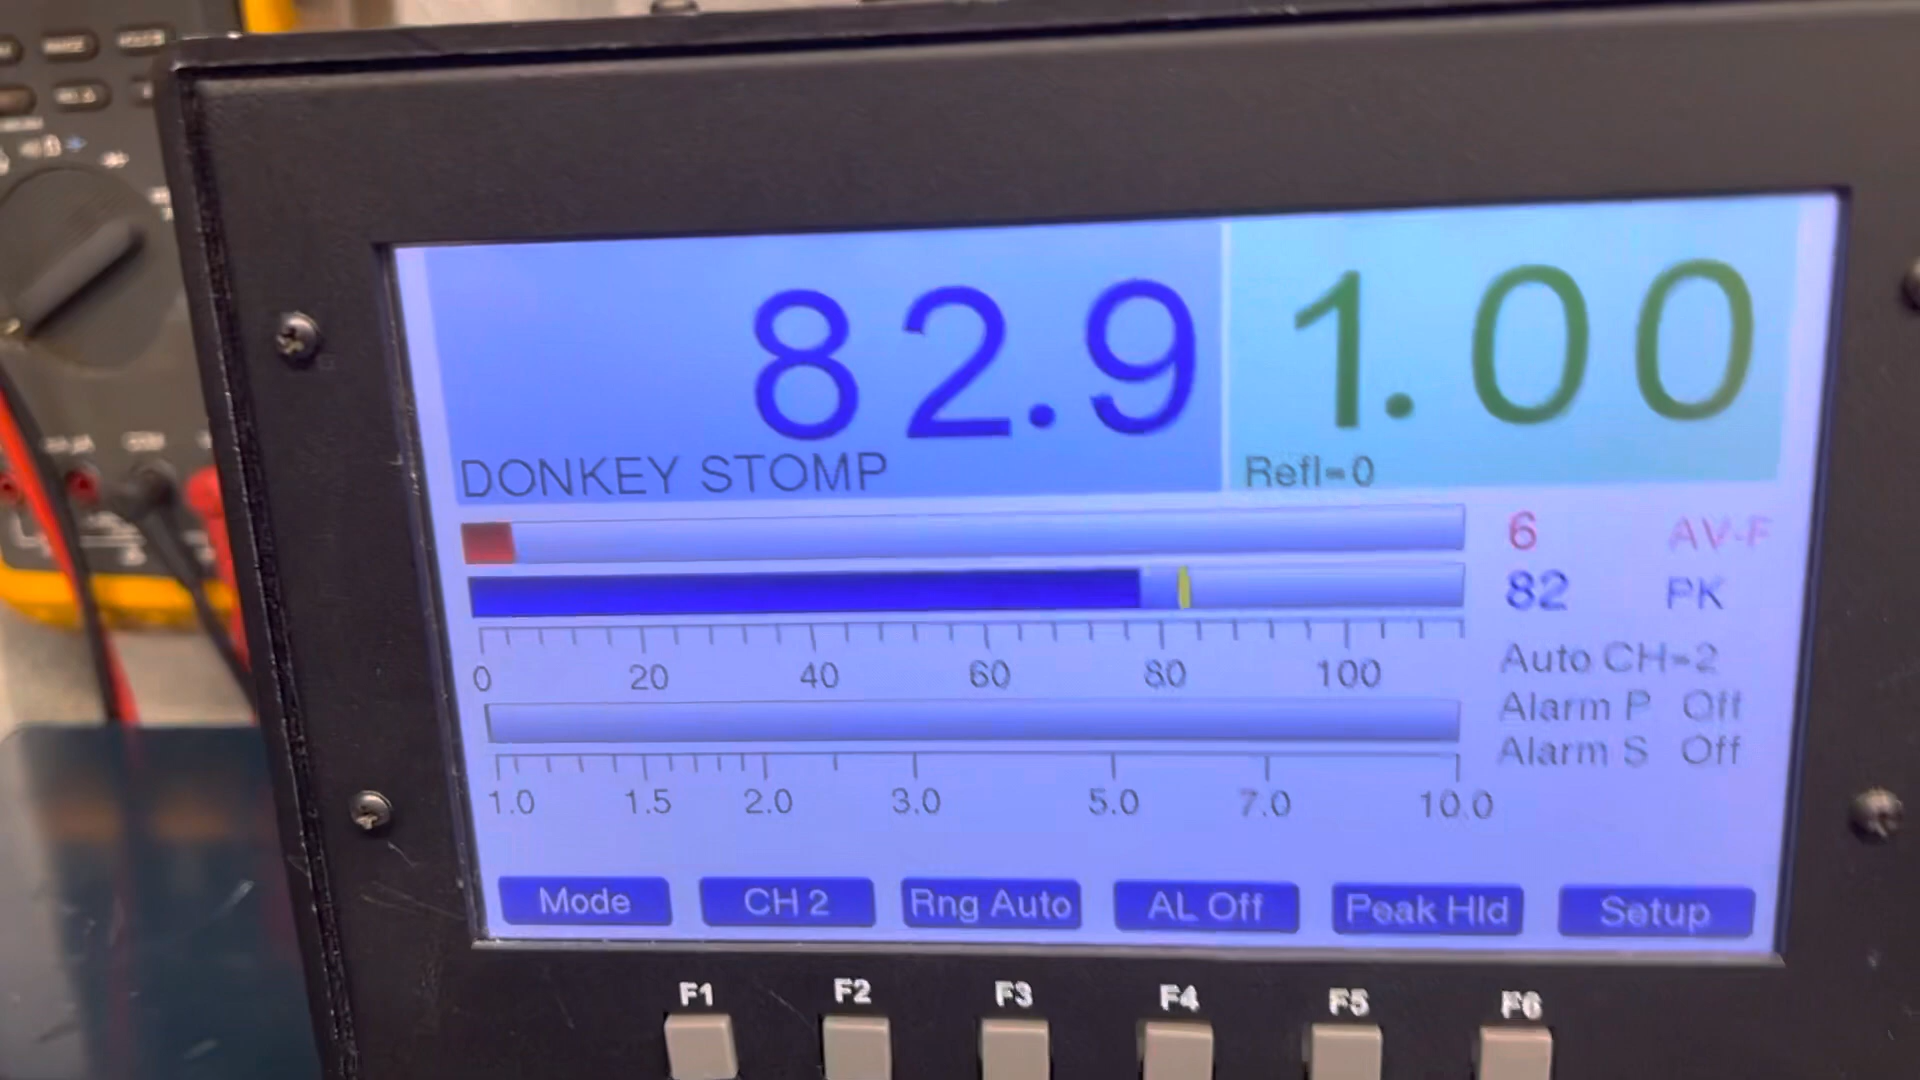 82.9
1.00
DONKEY STOMP
Refl=0
6 AV-F
82 PK
0 20 40 60 80 100
Auto CH=2
Alarm P Off
Alarm S Off
1.0 1.5 2.0 3.0 5.0 7.0 10.0
Mode CH 2 Rng Auto AL Off Peak Hld Setup
F1 F2 F3 F4 F5 F6
COM